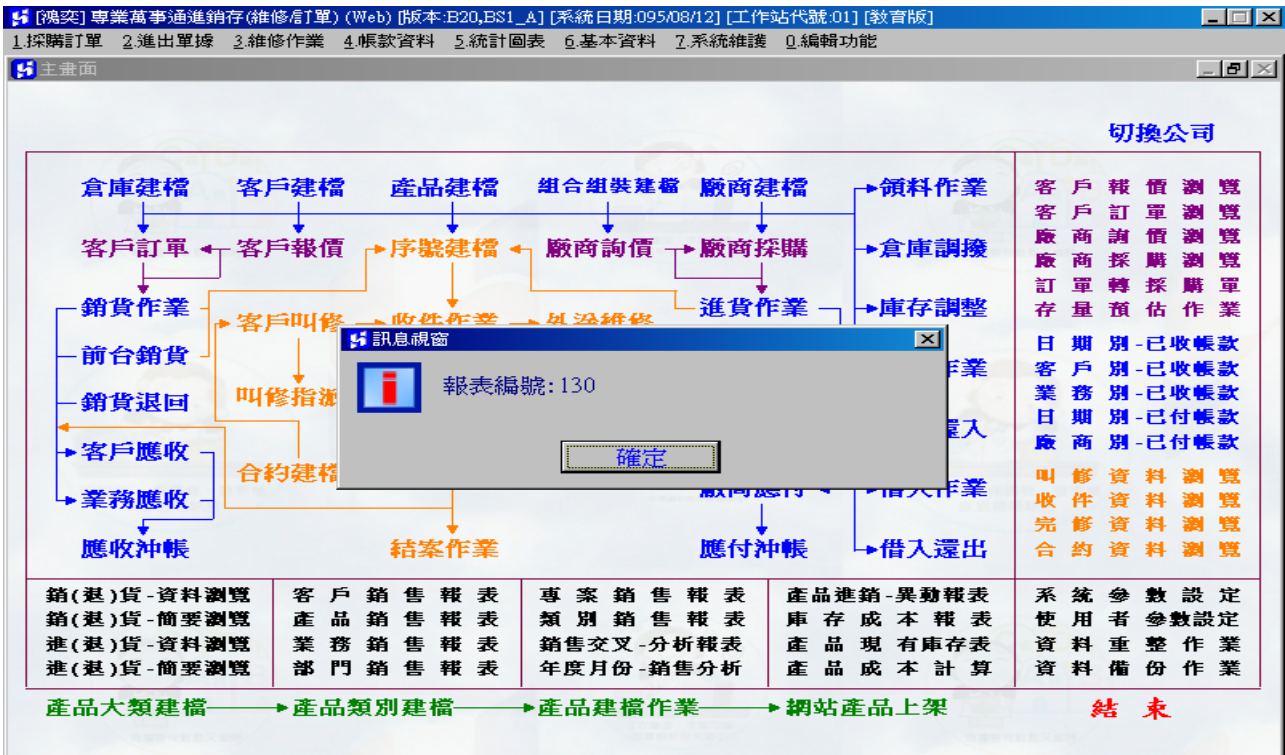 [鴻奕] 專業萬事通進銷存(維修/訂單) (Web) [版本:B20,BS1_A] [系統日期:095/08/12] [工作站代號:01] [教育版]
1.採購訂單 2.進出單據 3.維修作業 4.帳款資料 5.統計圖表 6.基本資料 7.系統維護 0.編輯功能
主畫面
切換公司
倉庫建檔 客戶建檔 產品建檔 組合組裝建檔 廠商建檔 領料作業
客戶訂單 客戶報價 序號建檔 廠商詢價 廠商採購 倉庫調撥
銷貨作業 客戶叫修 收件作業 外送維修 進貨作業 庫存調整
前台銷貨 作業
銷貨退回 叫修指派 還入
客戶應收 合約建檔
業務應收 廠商應付 借入作業
應收沖帳 結案作業 應付沖帳 借入還出
客戶報價瀏覽
客戶訂單瀏覽
廠商詢價瀏覽
廠商採購瀏覽
訂單轉採購單
存量預估作業
日期別-已收帳款
客戶別-已收帳款
業務別-已收帳款
日期別-已付帳款
廠商別-已付帳款
叫修資料瀏覽
收件資料瀏覽
完修資料瀏覽
合約資料瀏覽
訊息視窗
報表編號:130
確定
銷(退)貨-資料瀏覽 客戶銷售報表 專案銷售報表 產品進銷-異動報表 系統參數設定
銷(退)貨-簡要瀏覽 產品銷售報表 類別銷售報表 庫存成本報表 使用者參數設定
進(退)貨-資料瀏覽 業務銷售報表 銷售交叉-分析報表 產品現有庫存表 資料重整作業
進(退)貨-簡要瀏覽 部門銷售報表 年度月份-銷售分析 產品成本計算 資料備份作業
產品大類建檔 產品類別建檔 產品建檔作業 網站產品上架 結束